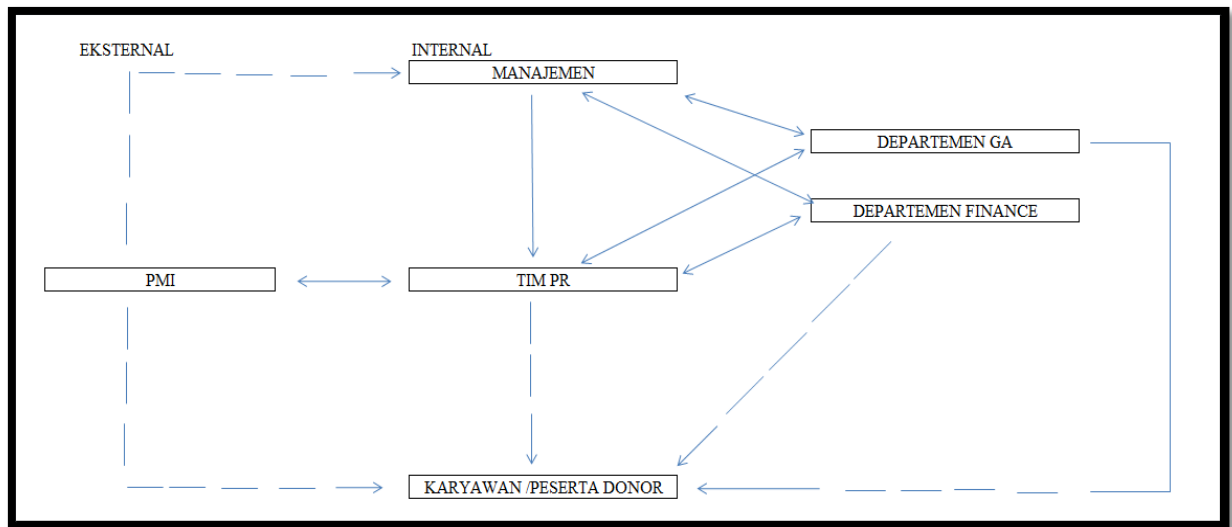 EKSTERNAL
INTERNAL
MANAJEMEN
DEPARTEMEN GA
DEPARTEMEN FINANCE
PMI
TIM PR
KARYAWAN /PESERTA DONOR